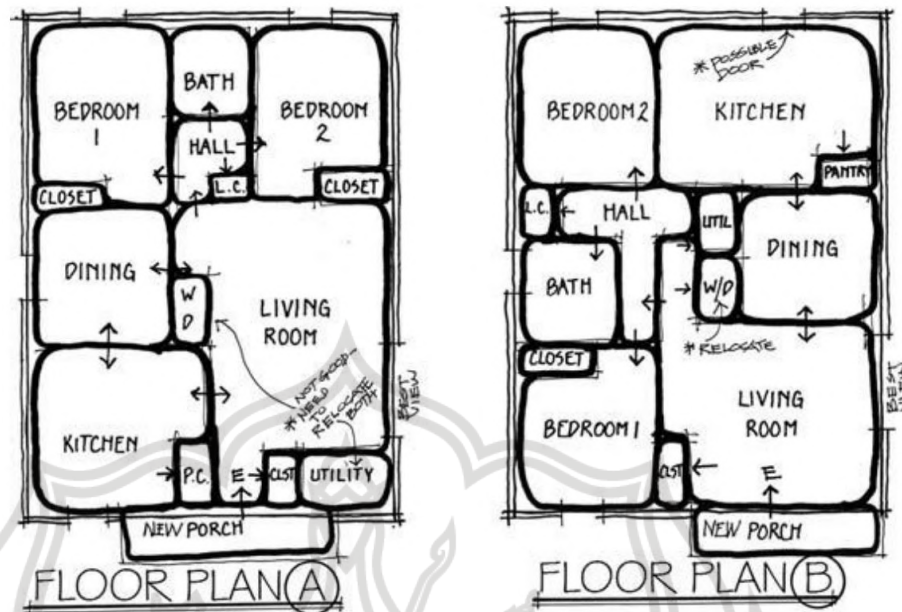 BEDROOM
1
BATH
BEDROOM
2
HALL
L.C.
CLOSET
CLOSET
DINING
W
D
LIVING
ROOM
* NOT GOOD -
NEED
TO
RELOCATE
BOTH
BEST
VIEW
KITCHEN
P.C.
E
CLST
UTILITY
NEW PORCH
FLOOR PLAN A
BEDROOM 2
* POSSIBLE
DOOR
KITCHEN
PANTRY
L.C.
HALL
UTIL
DINING
BATH
W/D
* RELOCATE
CLOSET
BEDROOM 1
LIVING
ROOM
BEST
VIEW
CLST
E
NEW PORCH
FLOOR PLAN B